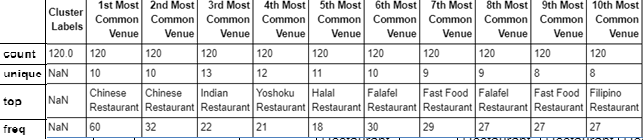 Cluster Labels 1st Most Common Venue 2nd Most Common Venue 3rd Most Common Venue 4th Most Common Venue 5th Most Common Venue 6th Most Common Venue 7th Most Common Venue 8th Most Common Venue 9th Most Common Venue 10th Most Common Venue
count 120.0 120 120 120 120 120 120 120 120 120 120
unique NaN 10 10 13 12 11 10 9 9 8 8
top NaN Chinese Restaurant Chinese Restaurant Indian Restaurant Yoshoku Restaurant Halal Restaurant Falafel Restaurant Fast Food Restaurant Falafel Restaurant Fast Food Restaurant Filipino Restaurant
freq NaN 60 32 22 21 18 30 29 27 27 27